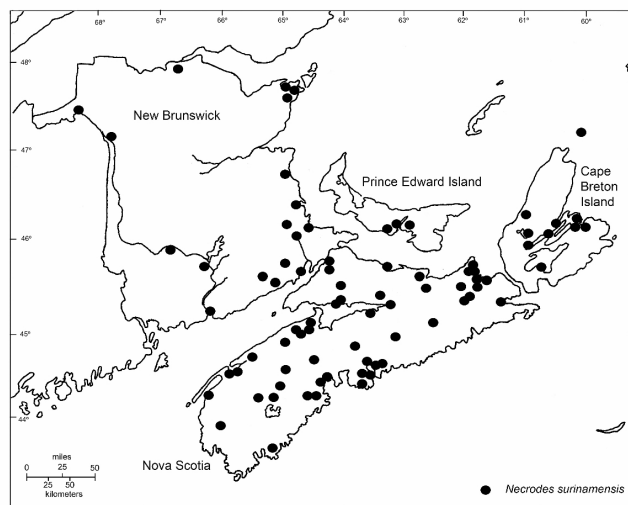 68° 67° 66° 65° 64° 63° 62° 61° 60°
48°
New Brunswick
47°
Prince Edward Island
Cape
Breton
Island
46°
45°
44°
miles
0 25 50
25 50
kilometers
Nova Scotia
Necrodes surinamensis